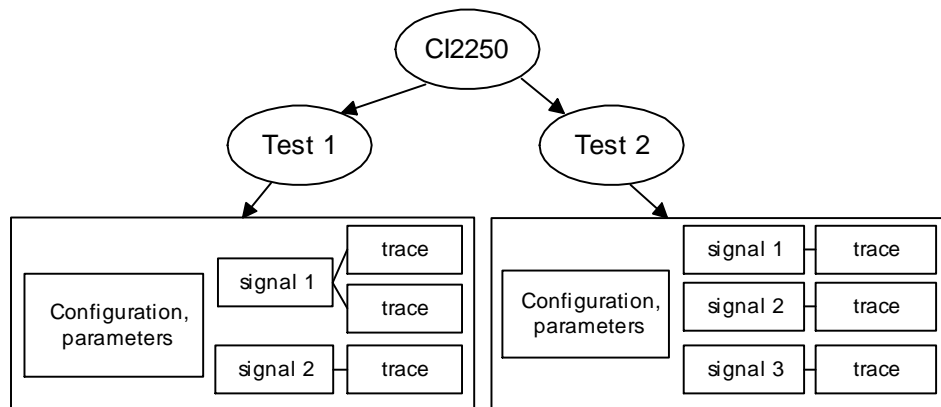 CI2250
Test 1
Test 2
Configuration,
parameters
signal 1
trace
trace
signal 2
trace
Configuration,
parameters
signal 1
trace
signal 2
trace
signal 3
trace